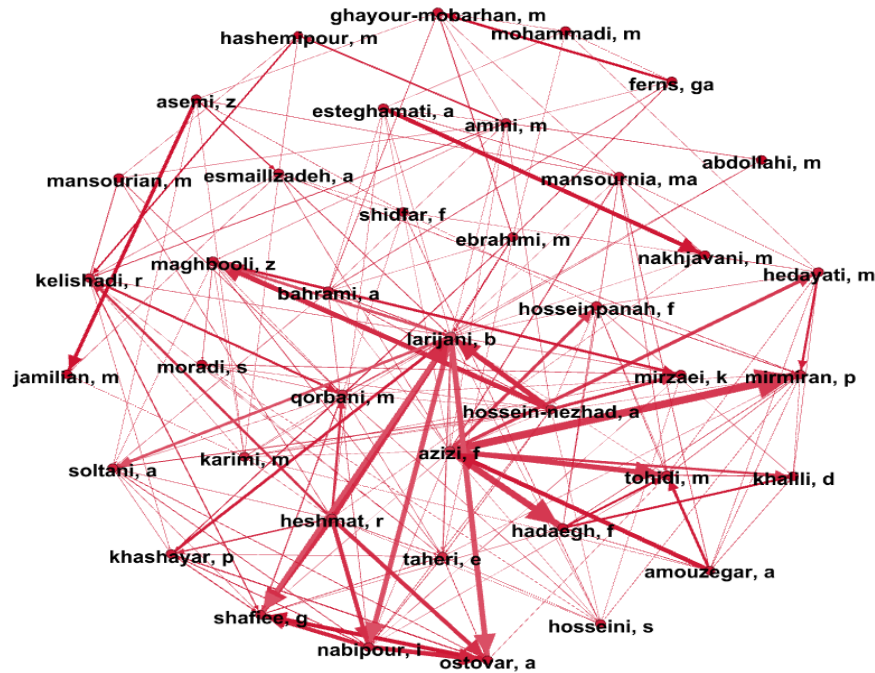 ghayour-mobarhan, m
mohammadi, m
hashemipour, m
ferns, ga
asemi, z
esteghamati, a
amini, m
abdollahi, m
mansourian, m
esmaillzadeh, a
mansournia, ma
shidfar, f
ebrahimi, m
nakhjavani, m
maghbooli, z
hedayati, m
kelishadi, r
bahrami, a
hosseinpanah, f
larijani, b
moradi, s
jamilian, m
mirzaei, k
mirmiran, p
qorbani, m
hossein-nezhad, a
azizi, f
karimi, m
soltani, a
tohidi, m
khalili, d
heshmat, r
hadaegh, f
khashayar, p
taheri, e
amouzegar, a
shafiee, g
hosseini, s
nabipour, i
ostovar, a